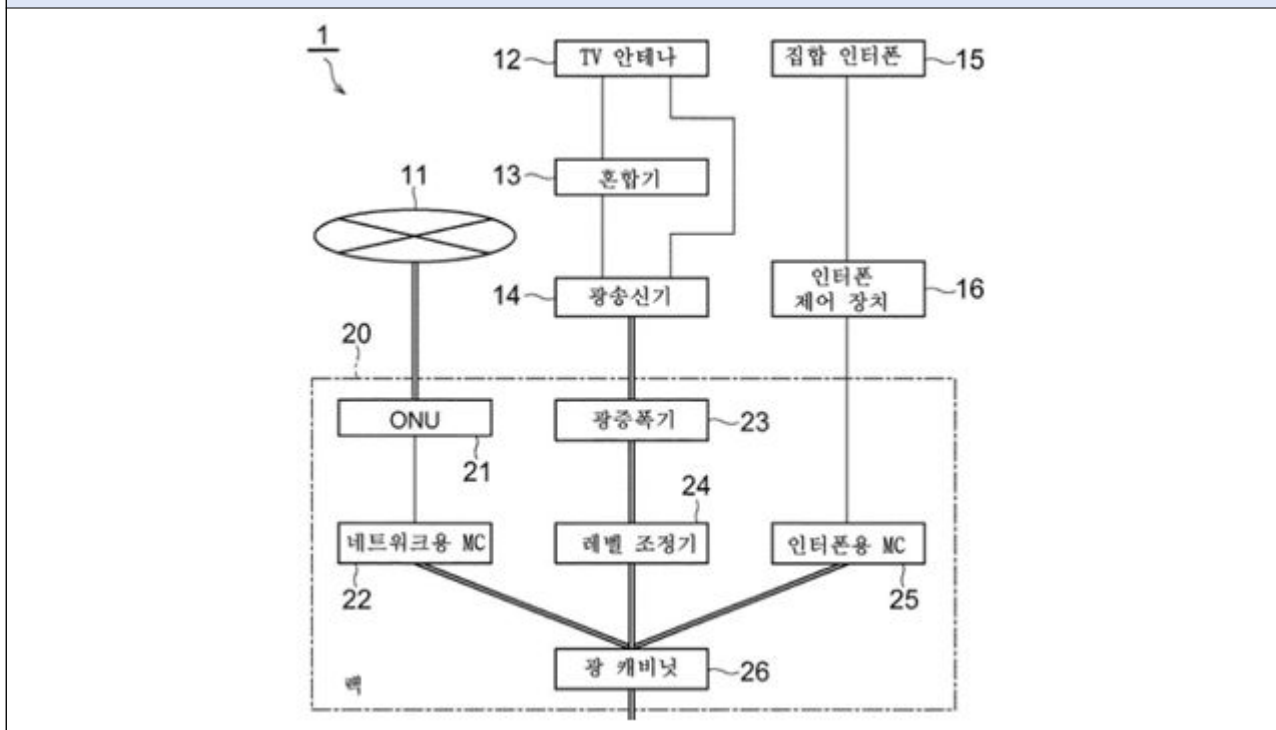 1
12 TV 안테나
집합 인터폰 15
13 혼합기
11
14 광송신기
인터폰
제어 장치 16
20
ONU
21
광증폭기 23
24
네트워크용 MC
22
레벨 조정기
인터폰용 MC
25
광 캐비닛 26
랙